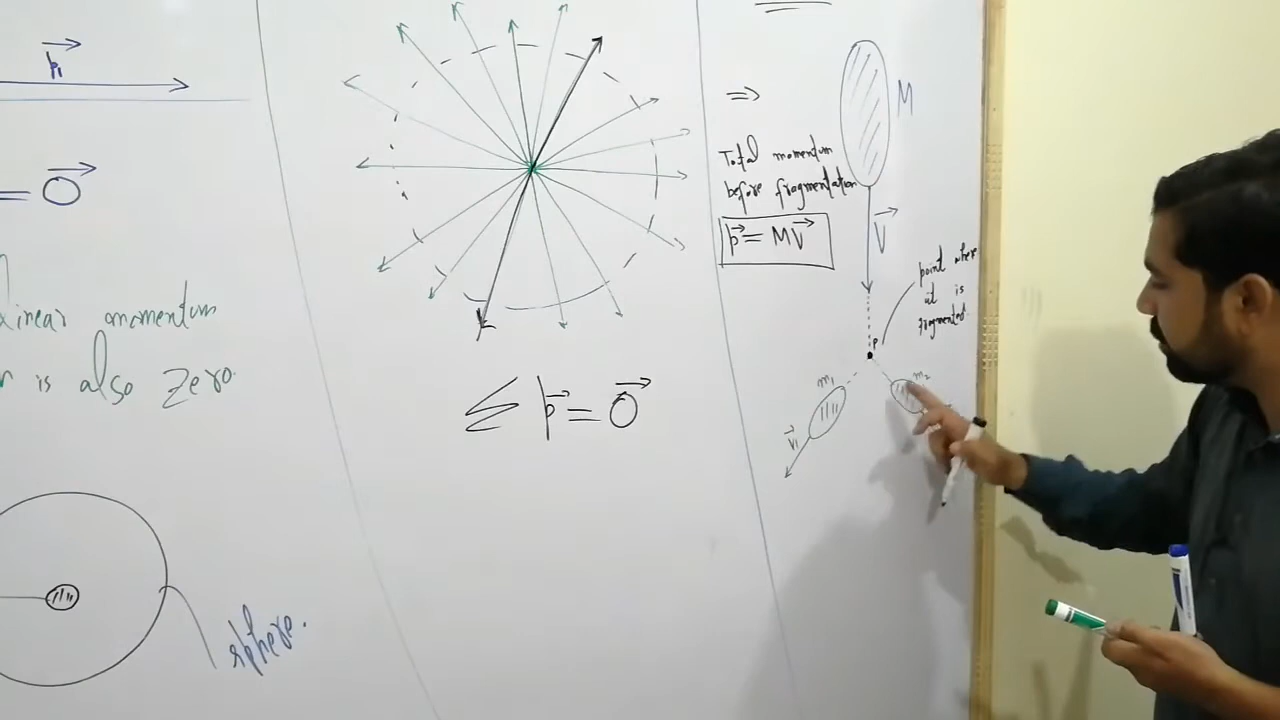 p₁
= O
Linear momentum
is also zero
sphere.
Σ p = O
⇒
M
Total momentum
before fragmentation
p = MV
V
point where
it is
fragmented.
P
m₁
m₂
v₁